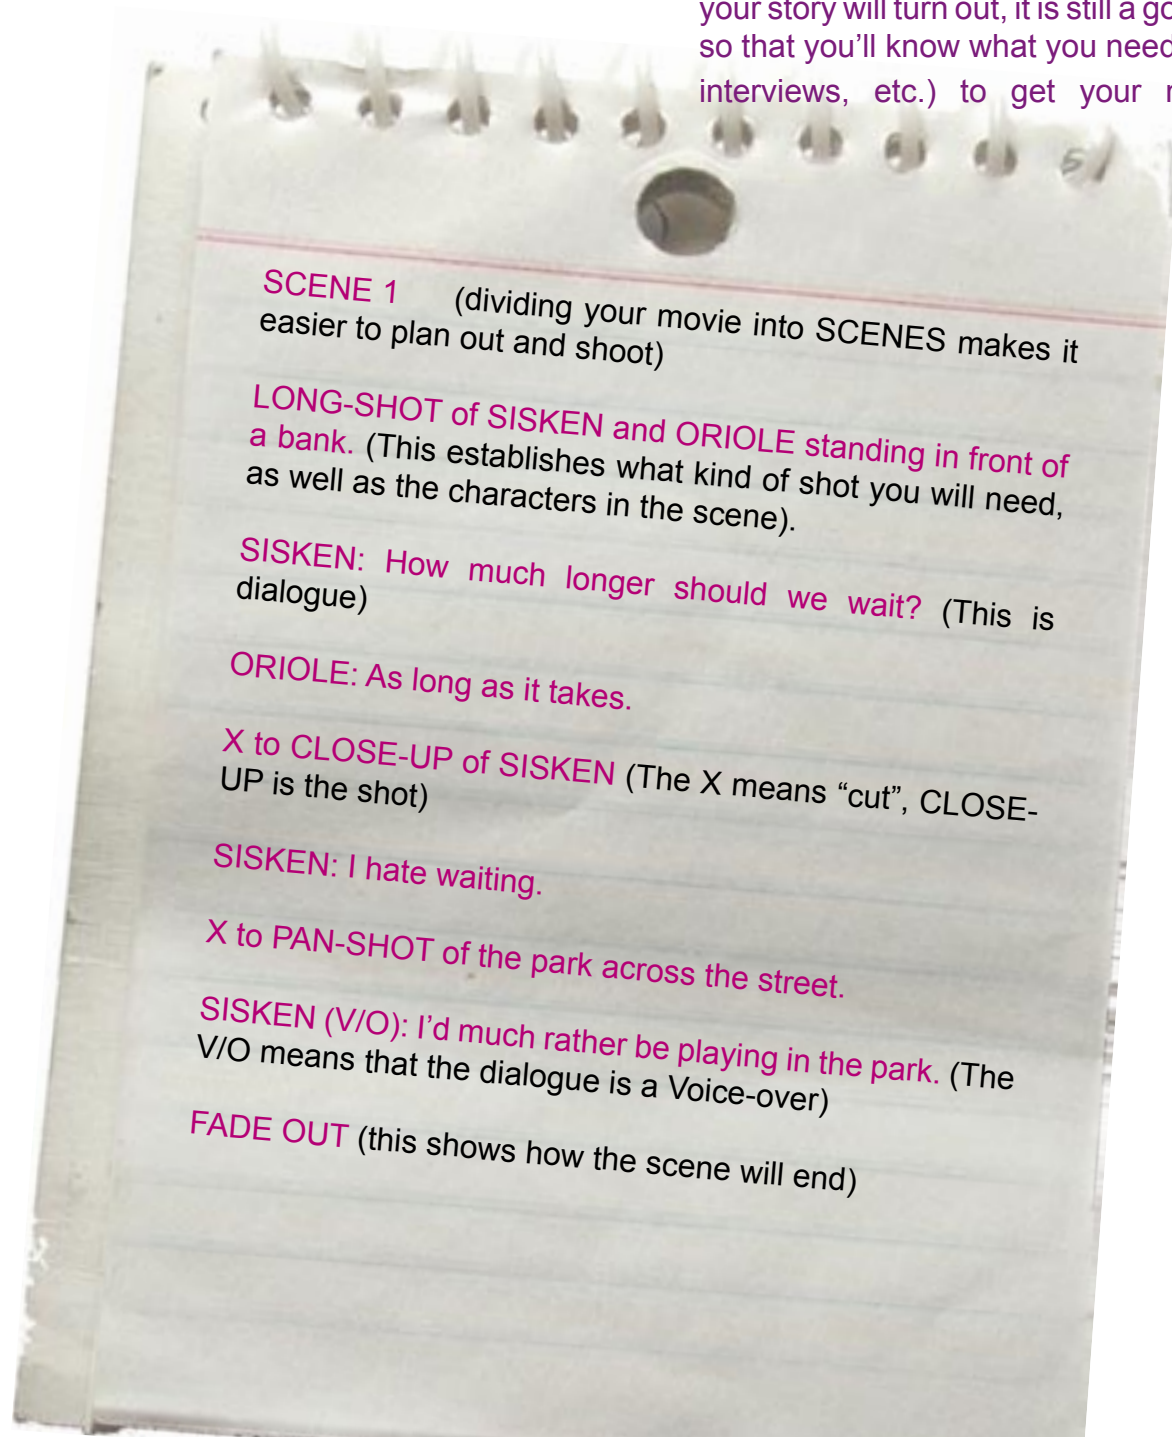 your story will turn out, it is still a
so that you'll know what you need
interviews, etc.) to get your
SCENE 1 (dividing your movie into SCENES makes it
easier to plan out and shoot)
LONG-SHOT of SISKEN and ORIOLE standing in front of
a bank. (This establishes what kind of shot you will need,
as well as the characters in the scene).
SISKEN: How much longer should we wait? (This is
dialogue)
ORIOLE: As long as it takes.
X to CLOSE-UP of SISKEN (The X means “cut”, CLOSE-
UP is the shot)
SISKEN: I hate waiting.
X to PAN-SHOT of the park across the street.
SISKEN (V/O): I'd much rather be playing in the park. (The
V/O means that the dialogue is a Voice-over)
FADE OUT (this shows how the scene will end)